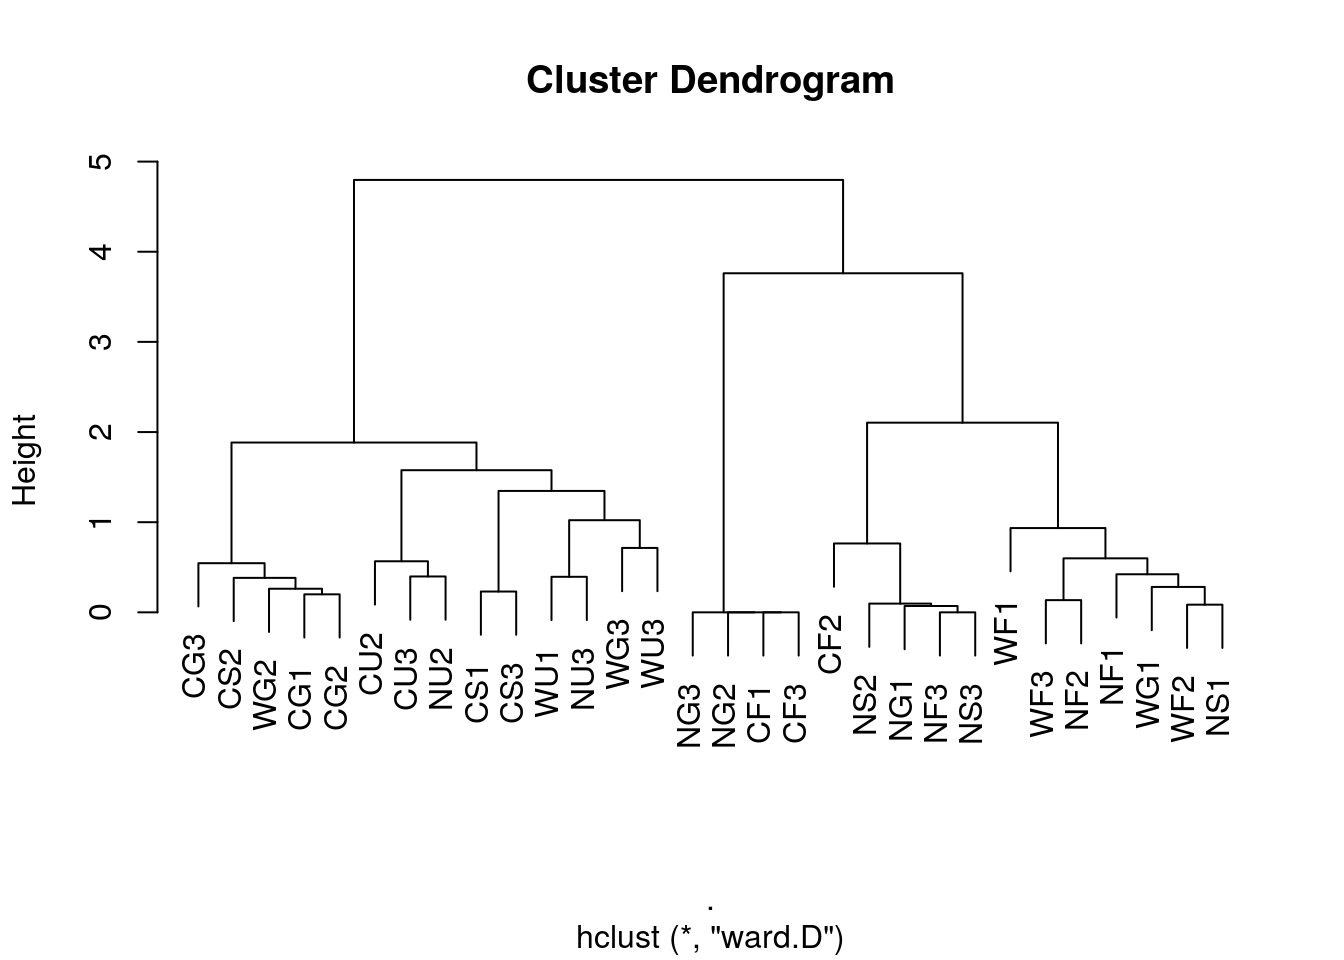 Cluster Dendrogram
Height
5
4
3
2
1
0
CG3
CS2
WG2
CG1
CG2
CU2
CU3
NU2
CS1
CS3
WU1
NU3
WG3
WU3
NG3
NG2
CF1
CF3
CF2
NS2
NG1
NF3
NS3
WF1
WF3
NF2
NF1
WG1
WF2
NS1
.
hclust (*, "ward.D")